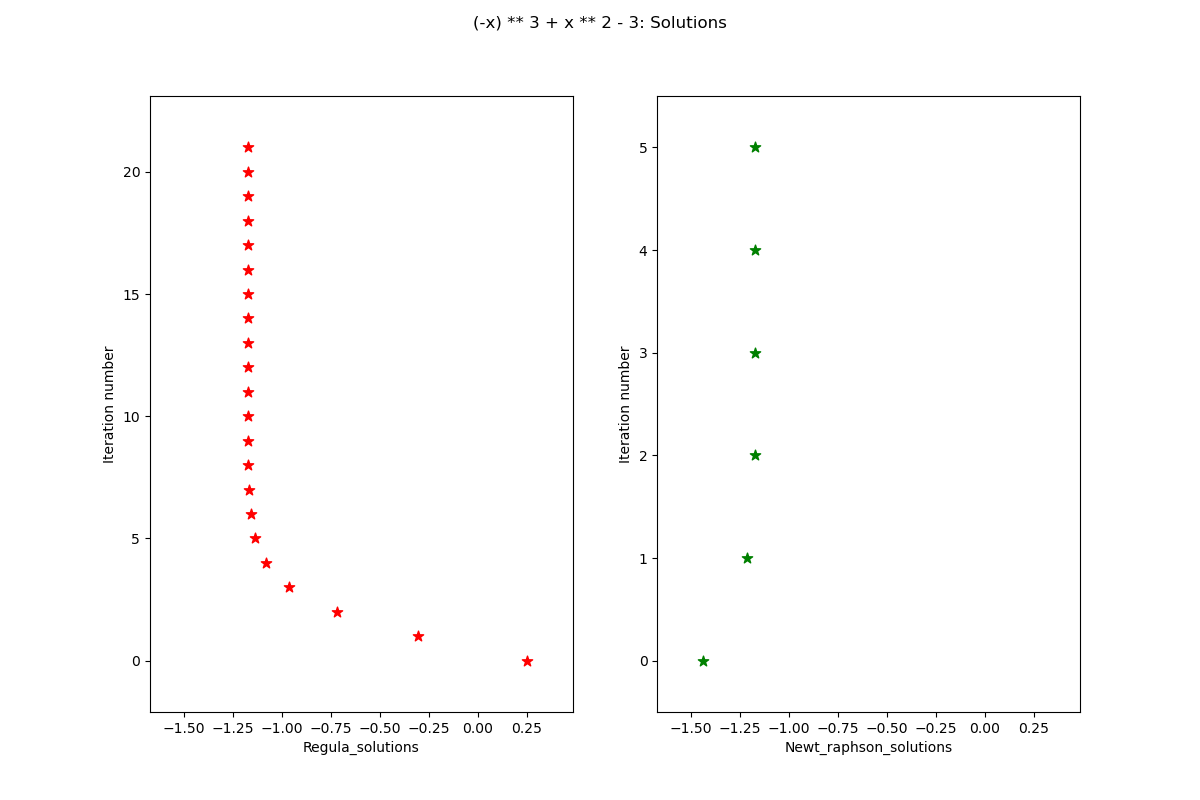 (-x) ** 3 + x ** 2 - 3: Solutions
20
15
10
5
0
Iteration number
−1.50 −1.25 −1.00 −0.75 −0.50 −0.25 0.00 0.25
Regula_solutions
5
4
3
2
1
0
Iteration number
−1.50 −1.25 −1.00 −0.75 −0.50 −0.25 0.00 0.25
Newt_raphson_solutions